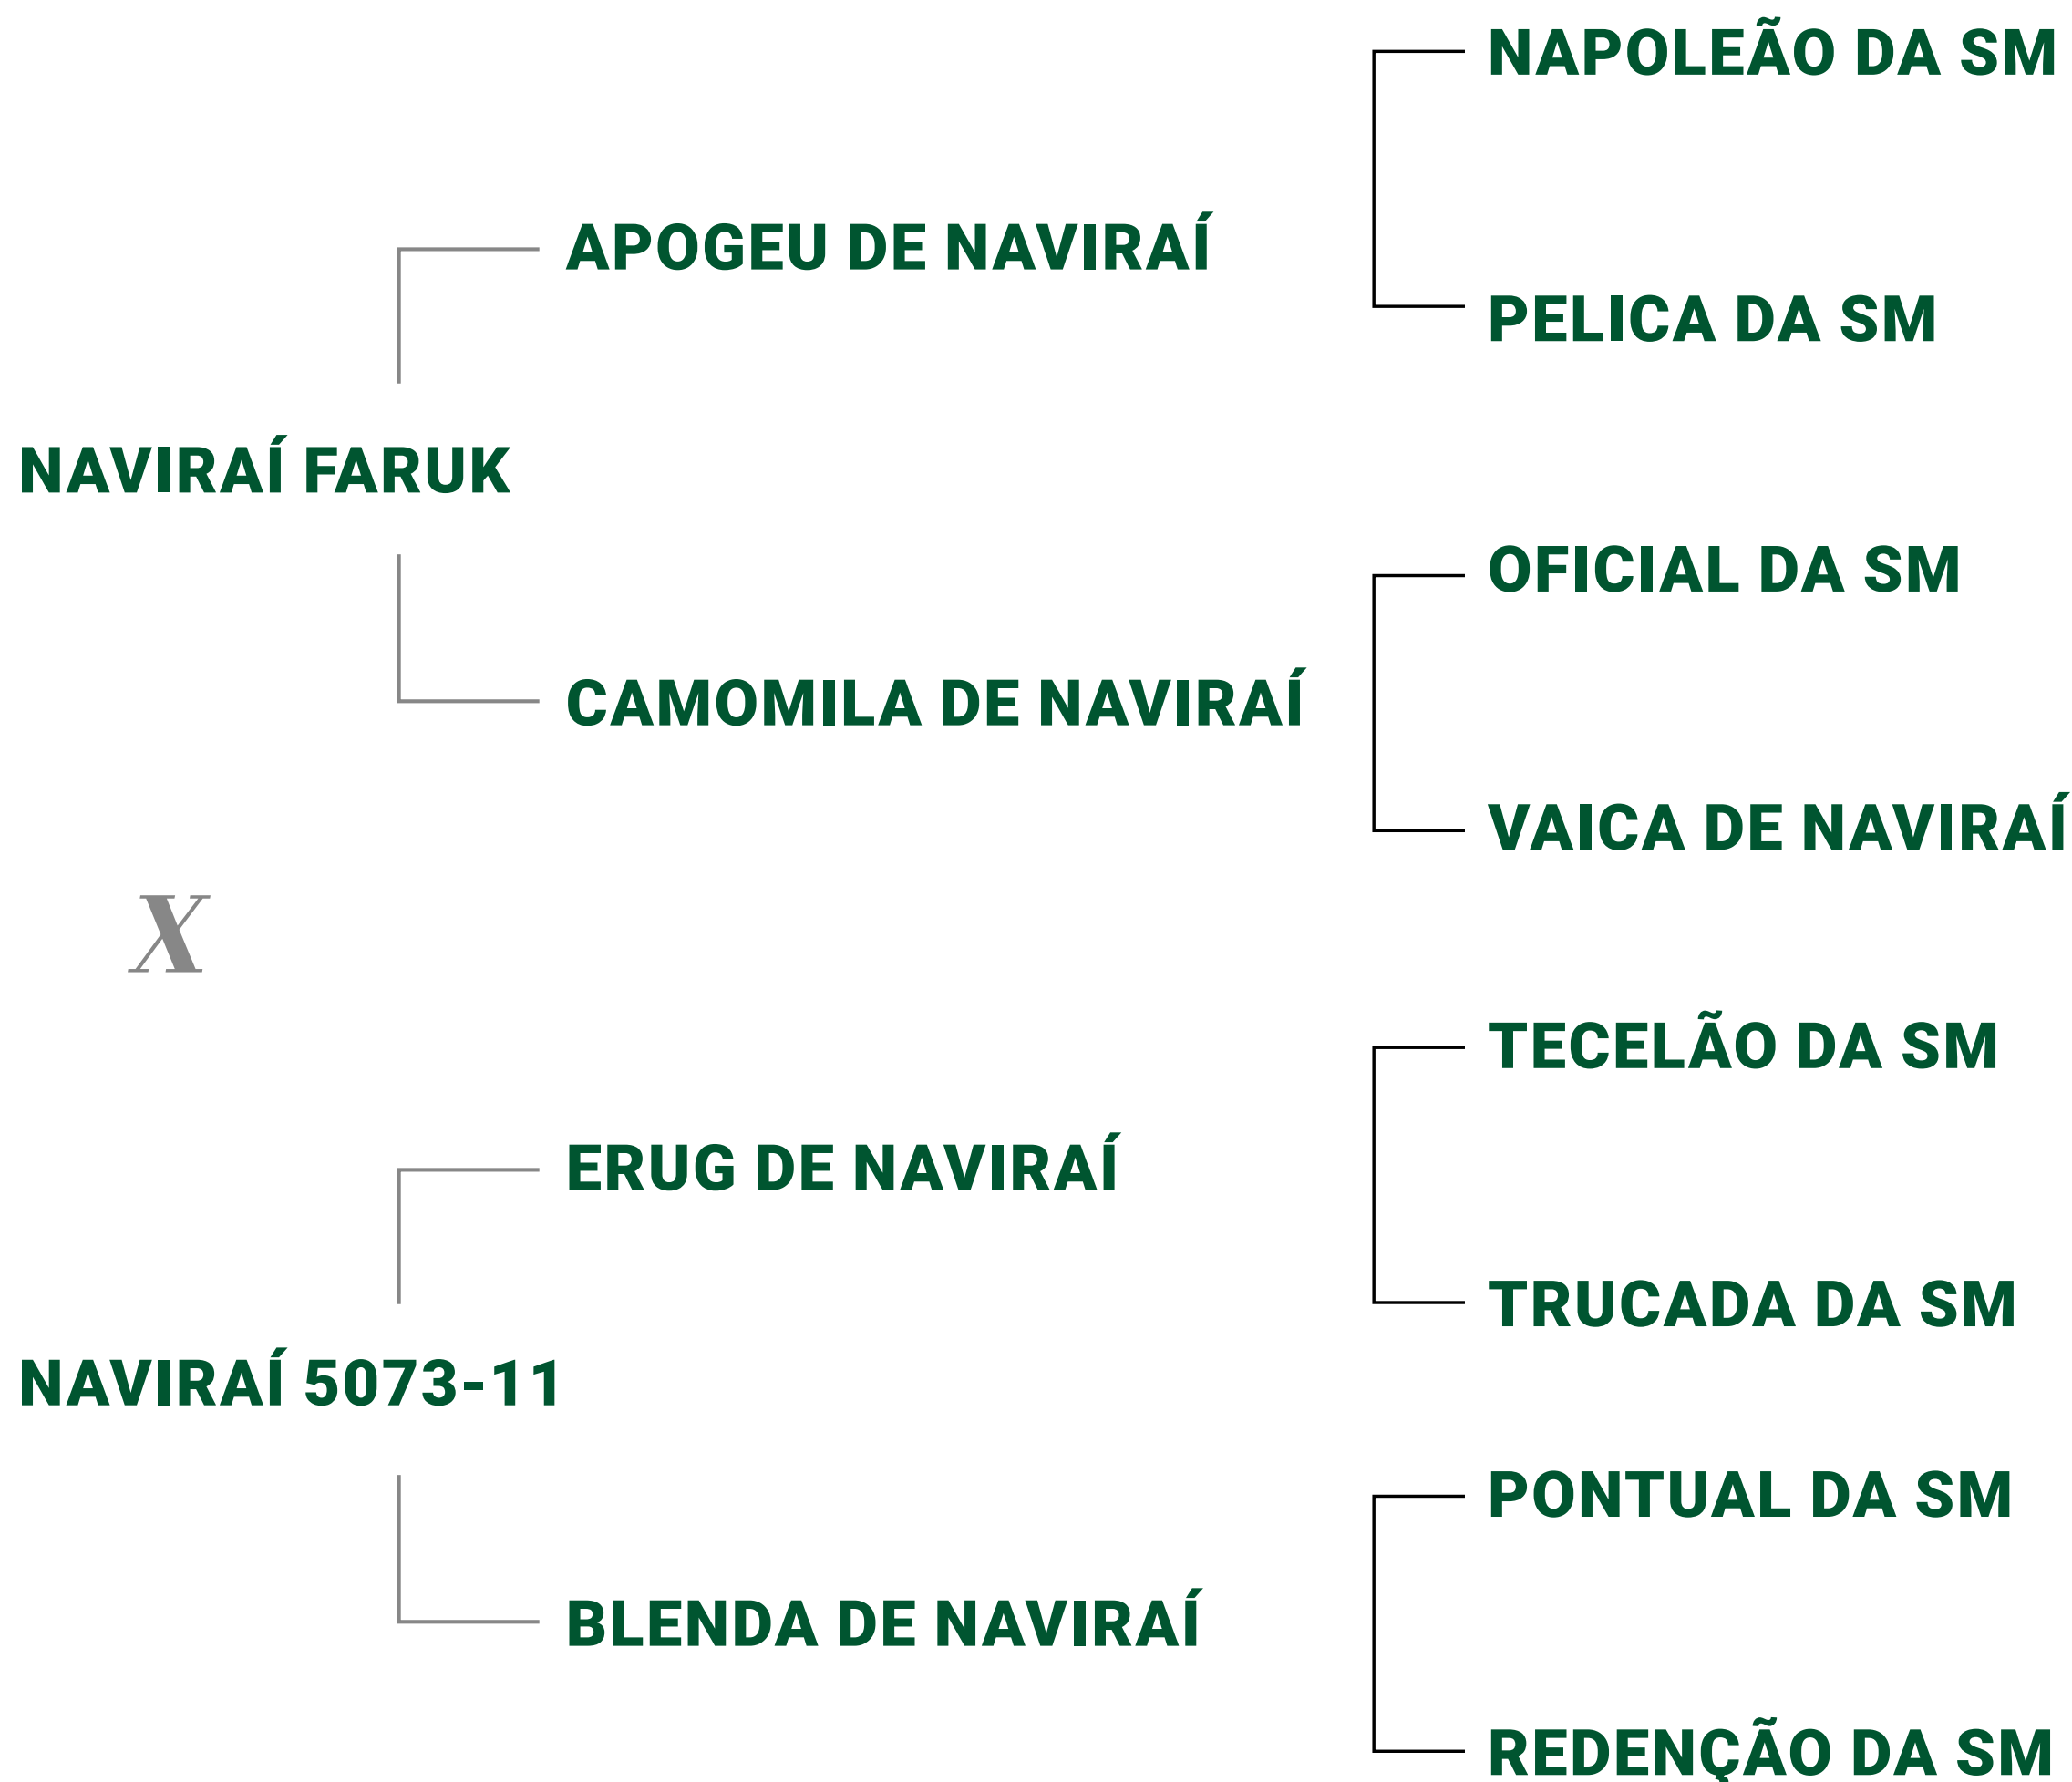 NAPOLEÃO DA SM
APOGEU DE NAVIRAÍ
PELICA DA SM
NAVIRAÍ FARUK
OFICIAL DA SM
CAMOMILA DE NAVIRAÍ
VAICA DE NAVIRAÍ
X
TECELÃO DA SM
ERUG DE NAVIRAÍ
TRUCADA DA SM
NAVIRAÍ 5073-11
PONTUAL DA SM
BLENDA DE NAVIRAÍ
REDENÇÃO DA SM